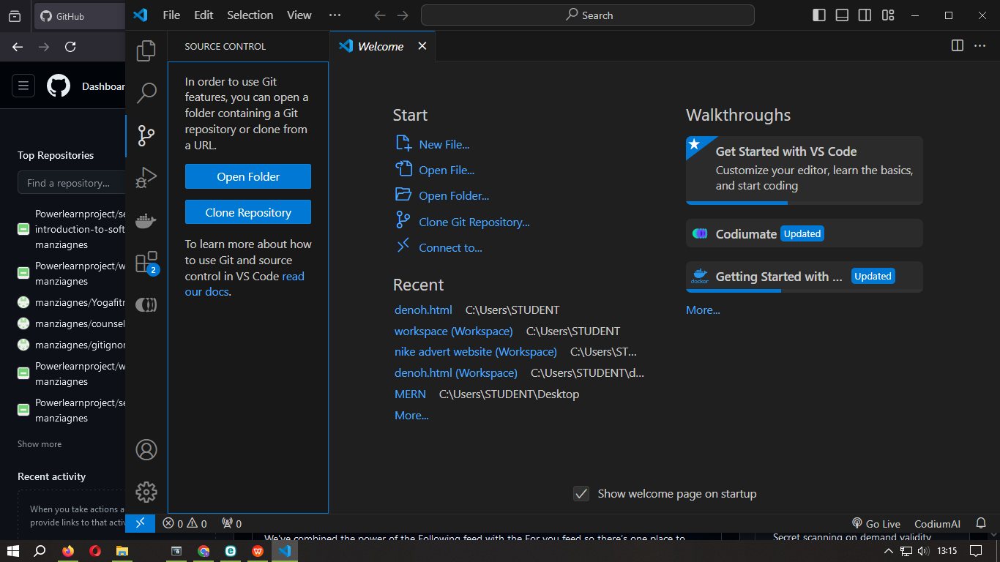 GitHub
Dashboar
Top Repositories
Find a repository...
Powerlearnproject/se
introduction-to-soft
manziagnes
Powerlearnproject/w
manziagnes
manziagnes/Yogafitr
manziagnes/counsel
manziagnes/gitignor
Powerlearnproject/w
manziagnes
Powerlearnproject/se
manziagnes
Show more
Recent activity
When you take actions a
provide links to that activ
File Edit Selection View ···
Search
SOURCE CONTROL
In order to use Git
features, you can open a
folder containing a Git
repository or clone from
a URL.
Open Folder
Clone Repository
To learn more about how
to use Git and source
control in VS Code read
our docs.
2
Welcome
Start
New File...
Open File...
Open Folder...
Clone Git Repository...
Connect to...
Recent
denoh.html C:\Users\STUDENT
workspace (Workspace) C:\Users\STUDENT
nike advert website (Workspace) C:\Users\ST...
denoh.html (Workspace) C:\Users\STUDENT\d...
MERN C:\Users\STUDENT\Desktop
More...
Walkthroughs
Get Started with VS Code
Customize your editor, learn the basics,
and start coding
Codiumate Updated
docker
Getting Started with ... Updated
More...
Show welcome page on startup
0 0 0
Go Live CodiumAI
We've combined the power of the Following feed with the For you feed so there's one place to
Secret scanning on demand validity
13:15